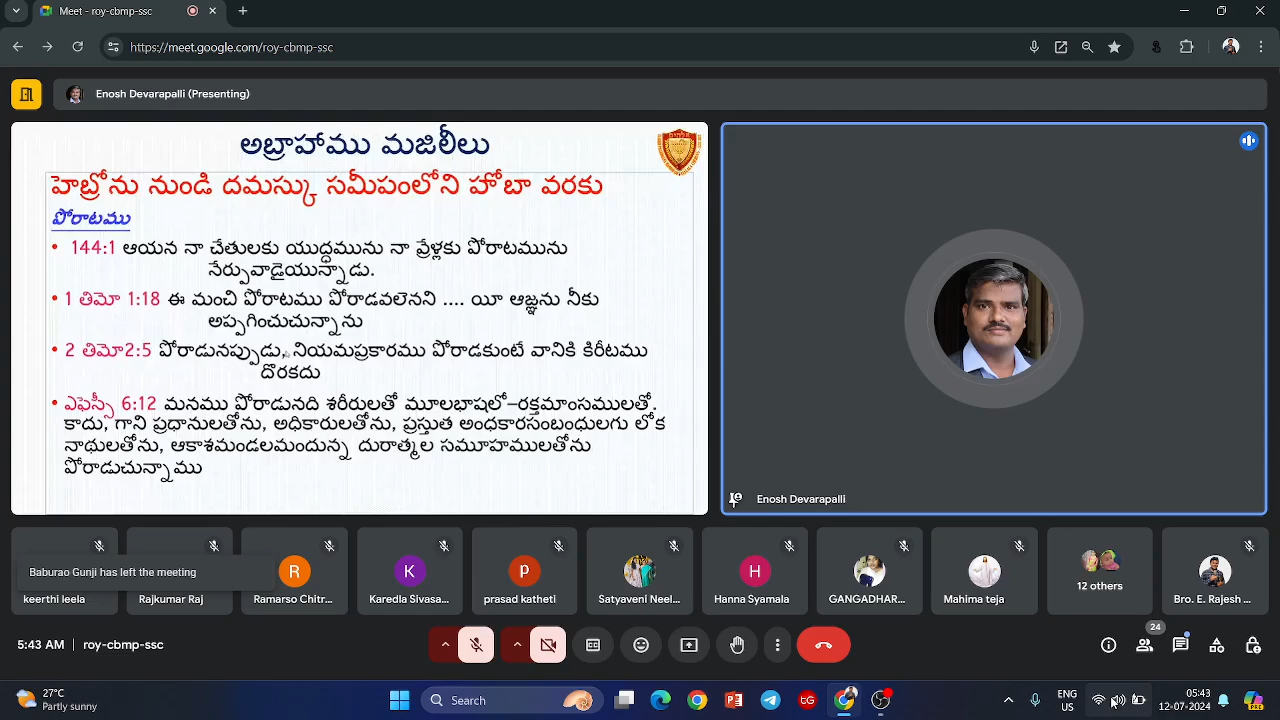 Meet - roy-cbmp-ssc
https://meet.google.com/roy-cbmp-ssc
Enosh Devarapalli (Presenting)
అబ్రాహాము మజిలీలు
హెబ్రోను నుండి దమస్కు సమీపంలోని హోబా వరకు
పోరాటము
• 144:1 ఆయన నా చేతులకు యుద్ధమును నా వ్రేళ్లకు పోరాటమును
నేర్పువాడైయున్నాడు.
• 1 తిమో 1:18 ఈ మంచి పోరాటము పోరాడవలెనని .... యీ ఆజ్ఞను నీకు
అప్పగించుచున్నాను
• 2 తిమో2:5 పోరాడునప్పుడు, నియమప్రకారము పోరాడకుంటే వానికి కిరీటము
దొరకదు
• ఎఫెస్సీ 6:12 మనము పోరాడునది శరీరులతో మూలభాషలో–రక్తమాంసములతో.
కాదు, గాని ప్రధానులతోను, అధికారులతోను, ప్రస్తుత అంధకారసంబంధులగు లోక
నాథులతోను, ఆకాశమండలమందున్న దురాత్మల సమూహములతోను
పోరాడుచున్నాము
Enosh Devarapalli
Baburao Gunji has left the meeting
R
K
p
H
12 others
keerthi leela
Rajkumar Raj
Ramarso Chitr...
Karedla Sivasa...
prasad katheti
Satyaveni Neel...
Hanna Syamala
GANGADHAR...
Mahima teja
Bro. E. Rajesh ...
5:43 AM | roy-cbmp-ssc
24
27°C
Partly sunny
Search
ENG
US
05:43
12-07-2024